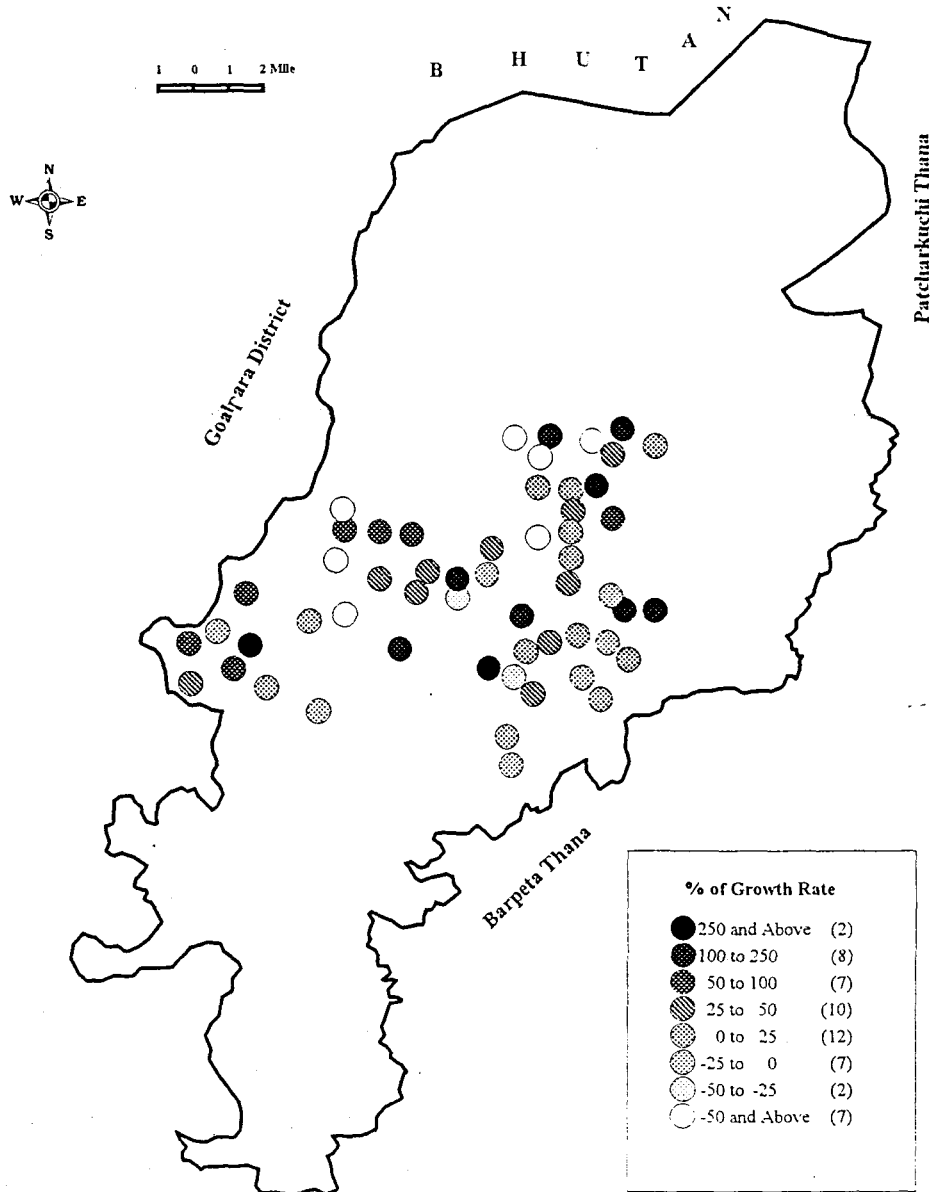 B H U T A N
1 0 1 2 Mile
N
W E
S
Patcharkuchi Thana
Goalpara District
Barpeta Thana
% of Growth Rate
250 and Above (2)
100 to 250 (8)
50 to 100 (7)
25 to 50 (10)
0 to 25 (12)
-25 to 0 (7)
-50 to -25 (2)
-50 and Above (7)